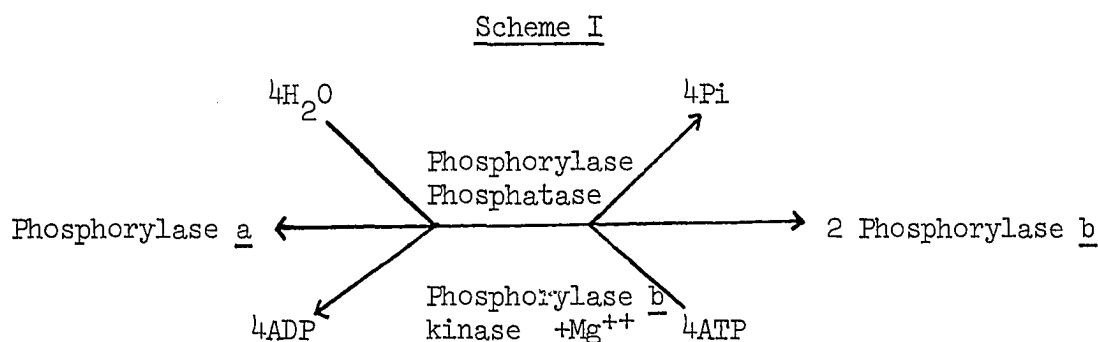 Scheme I
4H2O
4Pi
Phosphorylase
Phosphatase
Phosphorylase a
2 Phosphorylase b
4ADP
Phosphorylase b
kinase +Mg++
4ATP